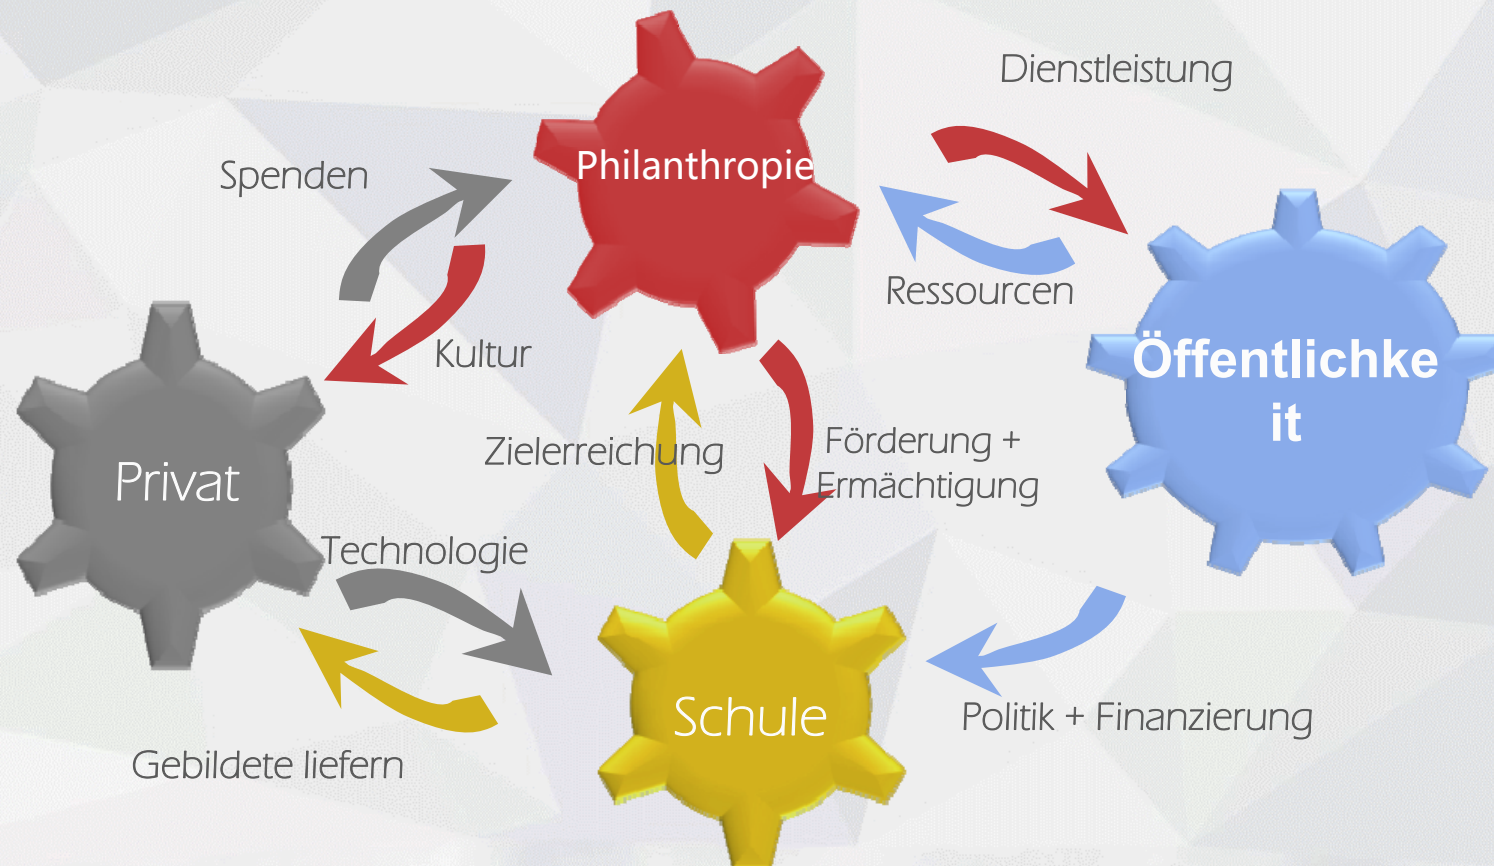 Dienstleistung
Philanthropie
Spenden
Ressourcen
Kultur
Öffentlichke
it
Zielerreichung
Förderung +
Ermächtigung
Privat
Technologie
Schule
Politik + Finanzierung
Gebildete liefern